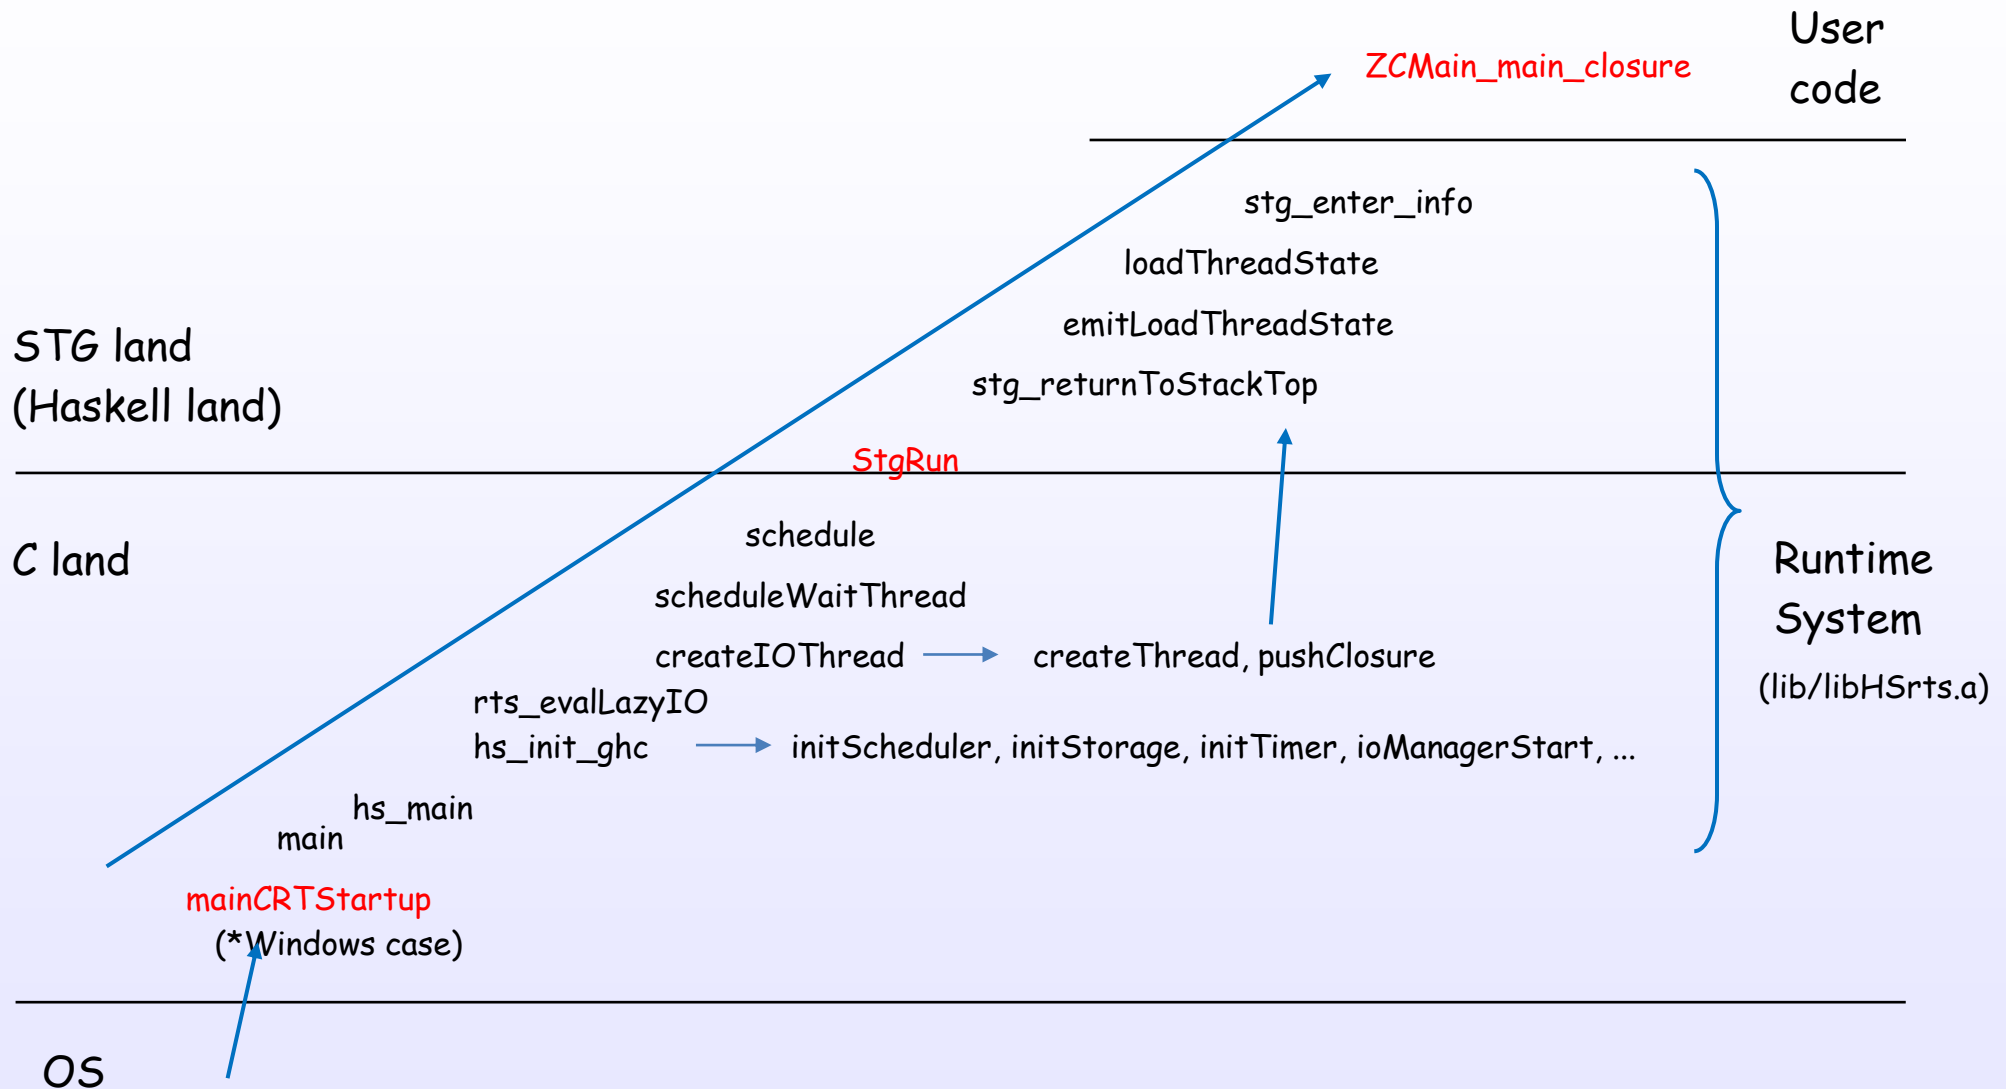 User
code
ZCMain_main_closure
stg_enter_info
loadThreadState
emitLoadThreadState
stg_returnToStackTop
STG land
(Haskell land)
StgRun
C land
schedule
scheduleWaitThread
createIOThread
createThread, pushClosure
rts_evalLazyIO
hs_init_ghc
initScheduler, initStorage, initTimer, ioManagerStart, ...
hs_main
main
mainCRTStartup
(*Windows case)
Runtime
System
(lib/libHSrts.a)
OS